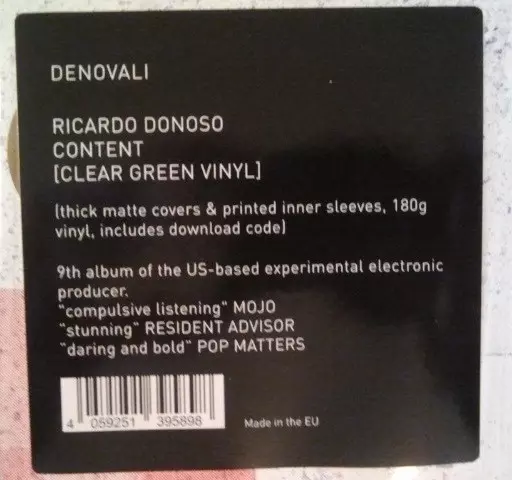 DENOVALI
RICARDO DONOSO
CONTENT
[CLEAR GREEN VINYL]
(thick matte covers & printed inner sleeves, 180g
vinyl, includes download code)
9th album of the US-based experimental electronic
producer.
"compulsive listening" MOJO
"stunning" RESIDENT ADVISOR
"daring and bold" POP MATTERS
4 059251 395898
Made in the EU